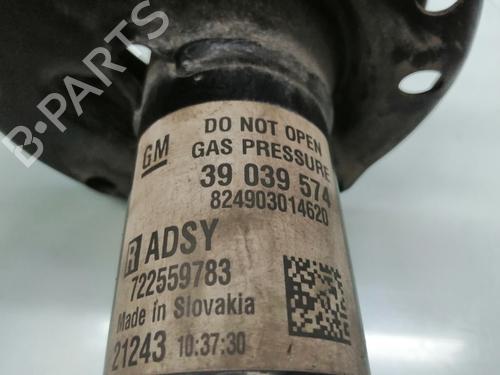 B-PARTS
GM
DO NOT OPEN
GAS PRESSURE
39 039 574
824903014620
R ADSY
722559783
Made in Slovakia
21243 10:37:30